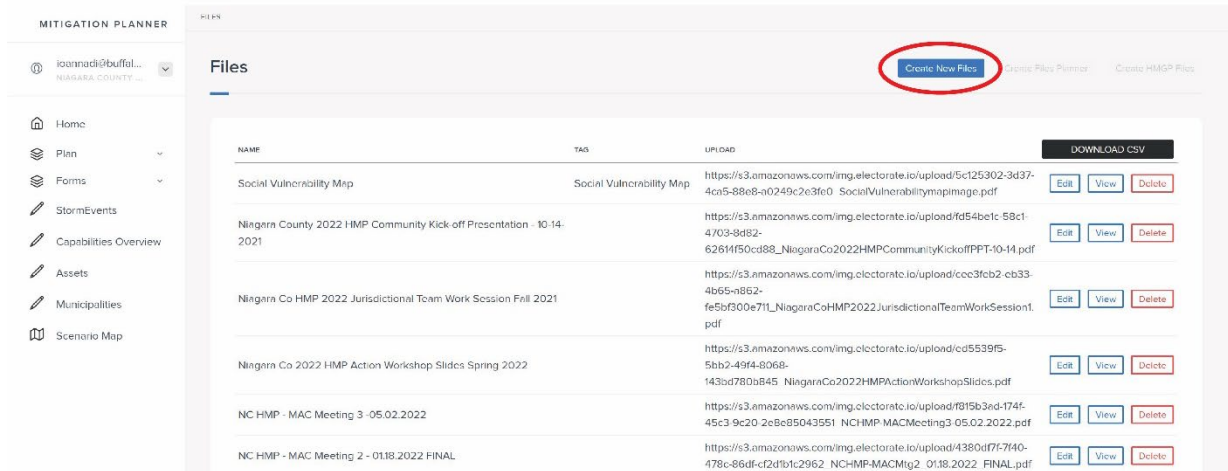 MITIGATION PLANNER
FILES
ioannadi@buffal...
NIAGARA COUNTY ...
Files
Create New Files
Create Files Planner
Create HMGP Files
Home
Plan
Forms
StormEvents
Capabilities Overview
Assets
Municipalities
Scenario Map
NAME TAG UPLOAD DOWNLOAD CSV
Social Vulnerability Map Social Vulnerability Map https://s3.amazonaws.com/img.electorate.io/upload/5c125302-3d37-
4ca5-88e8-a0249c2e3fe0_SocialVulnerabilitymapimage.pdf Edit View Delete
Niagara County 2022 HMP Community Kick-off Presentation - 10-14-
2021
https://s3.amazonaws.com/img.electorate.io/upload/fd54be1c-58c1-
4703-8d82-
62614f50cd88_NiagaraCo2022HMPCommunityKickoffPPT-10-14.pdf
Edit View Delete
Niagara Co HMP 2022 Jurisdictional Team Work Session Fall 2021
https://s3.amazonaws.com/img.electorate.io/upload/cee3feb2-eb33-
4b65-a862-
fe5bf300e711_NiagaraCoHMP2022JurisdictionalTeamWorkSession1.
pdf
Edit View Delete
Niagara Co 2022 HMP Action Workshop Slides Spring 2022
https://s3.amazonaws.com/img.electorate.io/upload/ed5539f5-
5bb2-49f4-8068-
143bd780b845_NiagaraCo2022HMPActionWorkshopSlides.pdf
Edit View Delete
NC HMP - MAC Meeting 3 -05.02.2022
https://s3.amazonaws.com/img.electorate.io/upload/f815b3ad-174f-
45c3-9c20-2e8e85043551_NCHMP-MACMeeting3-05.02.2022.pdf
Edit View Delete
NC HMP - MAC Meeting 2 - 01.18.2022 FINAL
https://s3.amazonaws.com/img.electorate.io/upload/4380df7f-7f40-
478c-86df-cf2d1b1c2962_NCHMP-MACMtg2_01.18.2022_FINAL.pdf
Edit View Delete